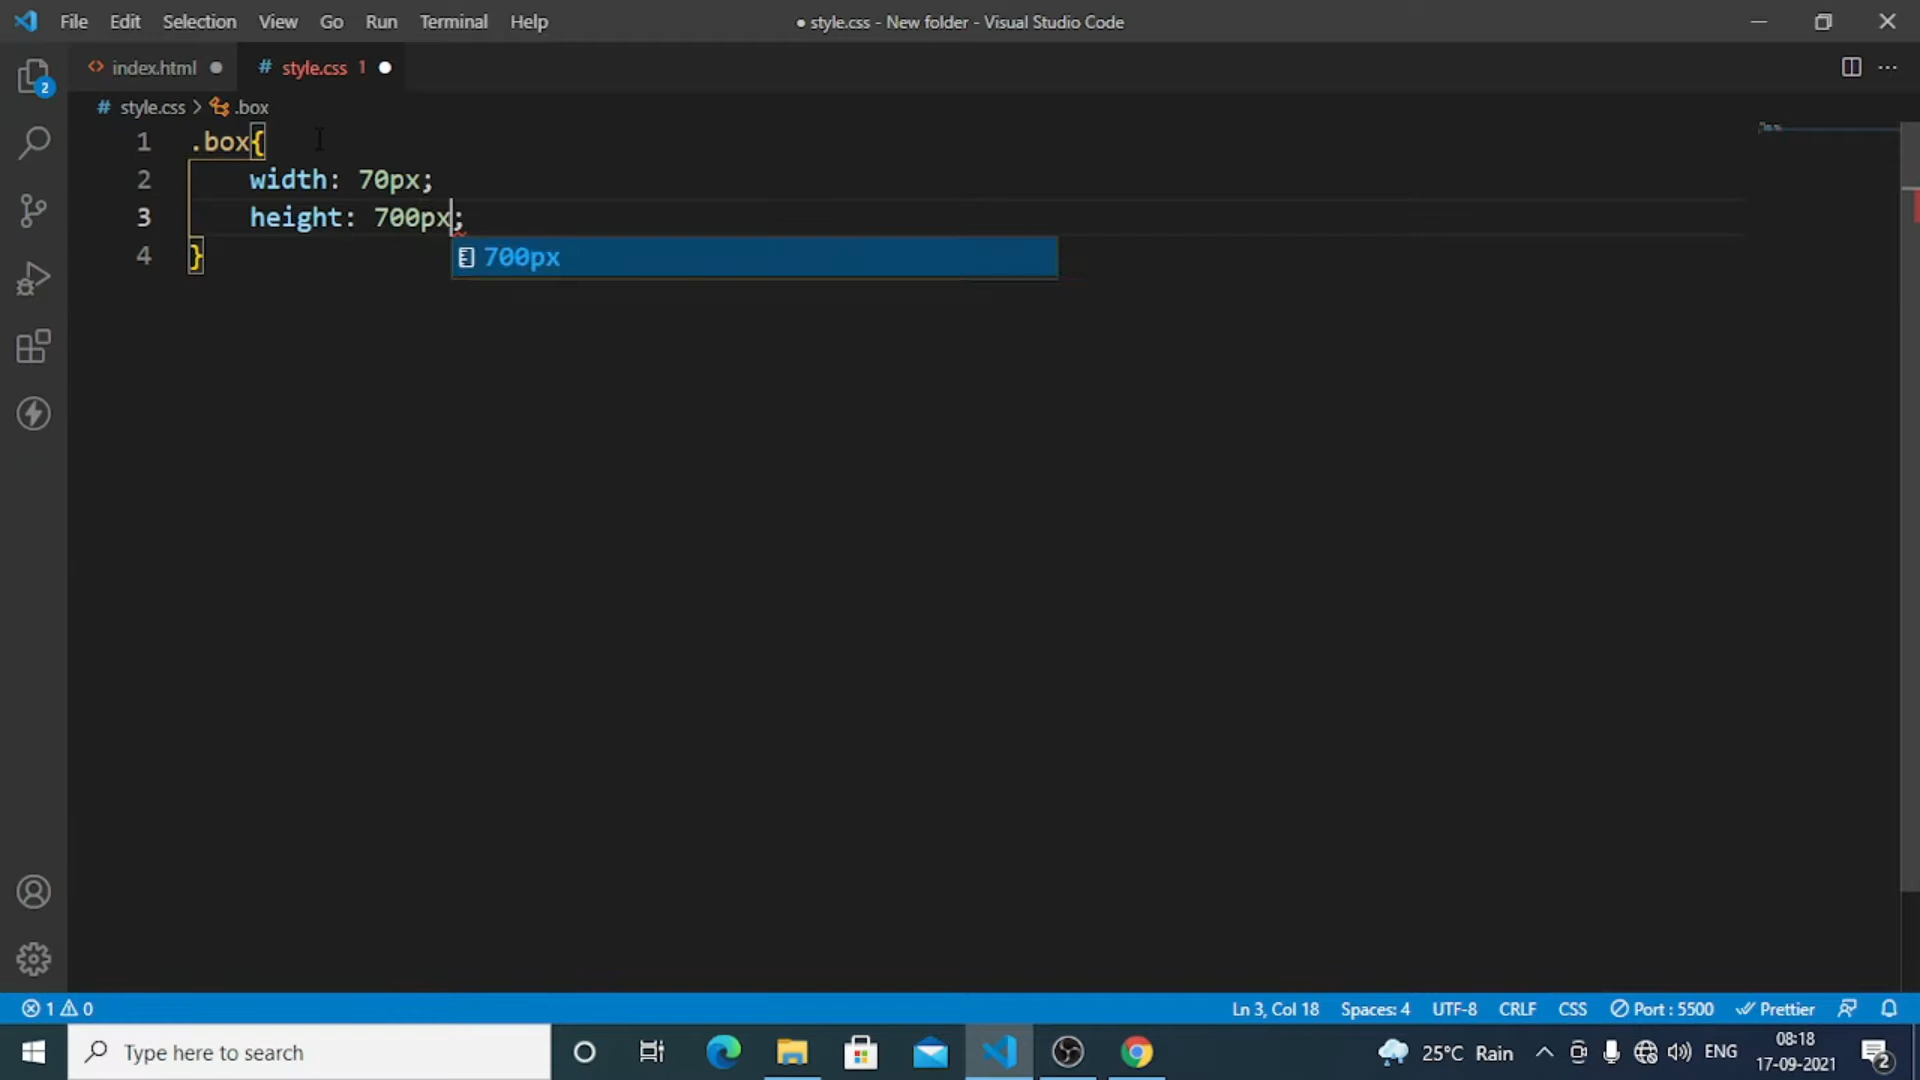 File Edit Selection View Go Run Terminal Help ● style.css - New folder - Visual Studio Code
index.html style.css 1
2
# style.css > .box
1 .box{
2 width: 70px;
3 height: 700px;
700px
4 }
1 0 Ln 3, Col 18 Spaces: 4 UTF-8 CRLF CSS Port : 5500 Prettier
Type here to search 25°C Rain ENG 08:18
17-09-2021
2